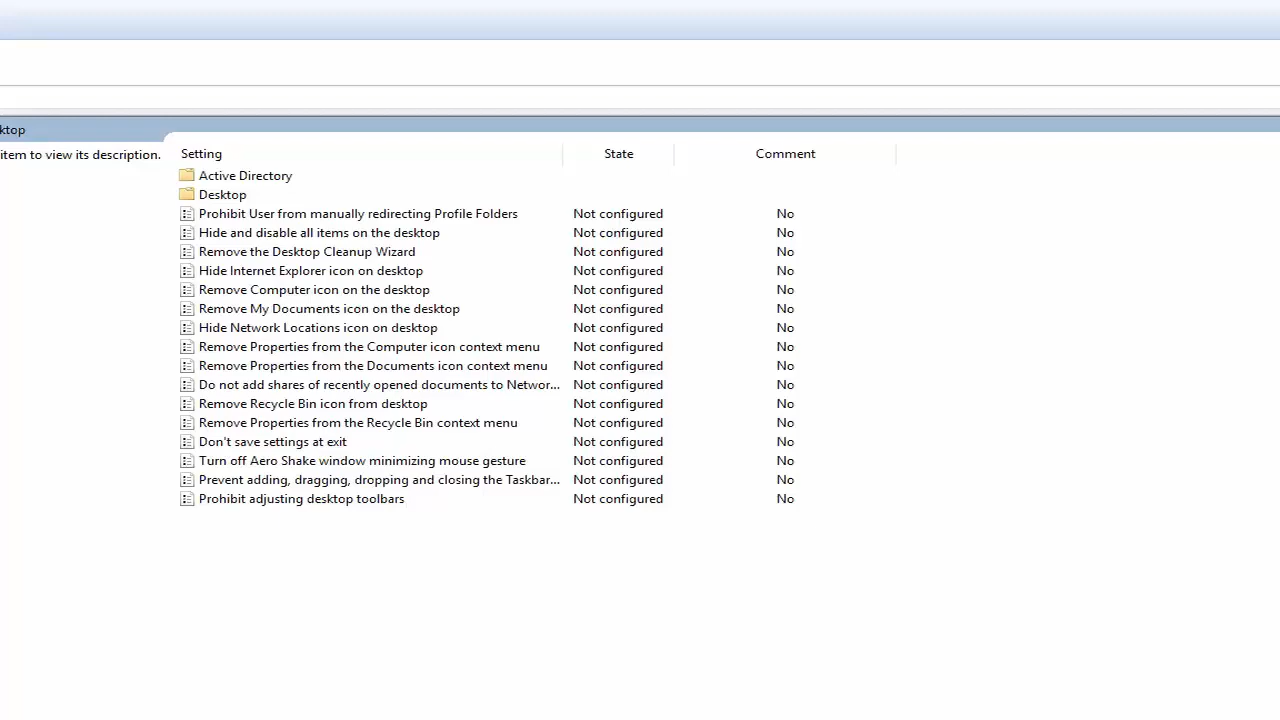 ktop
item to view its description.
Setting State Comment
Active Directory
Desktop
Prohibit User from manually redirecting Profile Folders Not configured No
Hide and disable all items on the desktop Not configured No
Remove the Desktop Cleanup Wizard Not configured No
Hide Internet Explorer icon on desktop Not configured No
Remove Computer icon on the desktop Not configured No
Remove My Documents icon on the desktop Not configured No
Hide Network Locations icon on desktop Not configured No
Remove Properties from the Computer icon context menu Not configured No
Remove Properties from the Documents icon context menu Not configured No
Do not add shares of recently opened documents to Networ... Not configured No
Remove Recycle Bin icon from desktop Not configured No
Remove Properties from the Recycle Bin context menu Not configured No
Don't save settings at exit Not configured No
Turn off Aero Shake window minimizing mouse gesture Not configured No
Prevent adding, dragging, dropping and closing the Taskbar... Not configured No
Prohibit adjusting desktop toolbars Not configured No